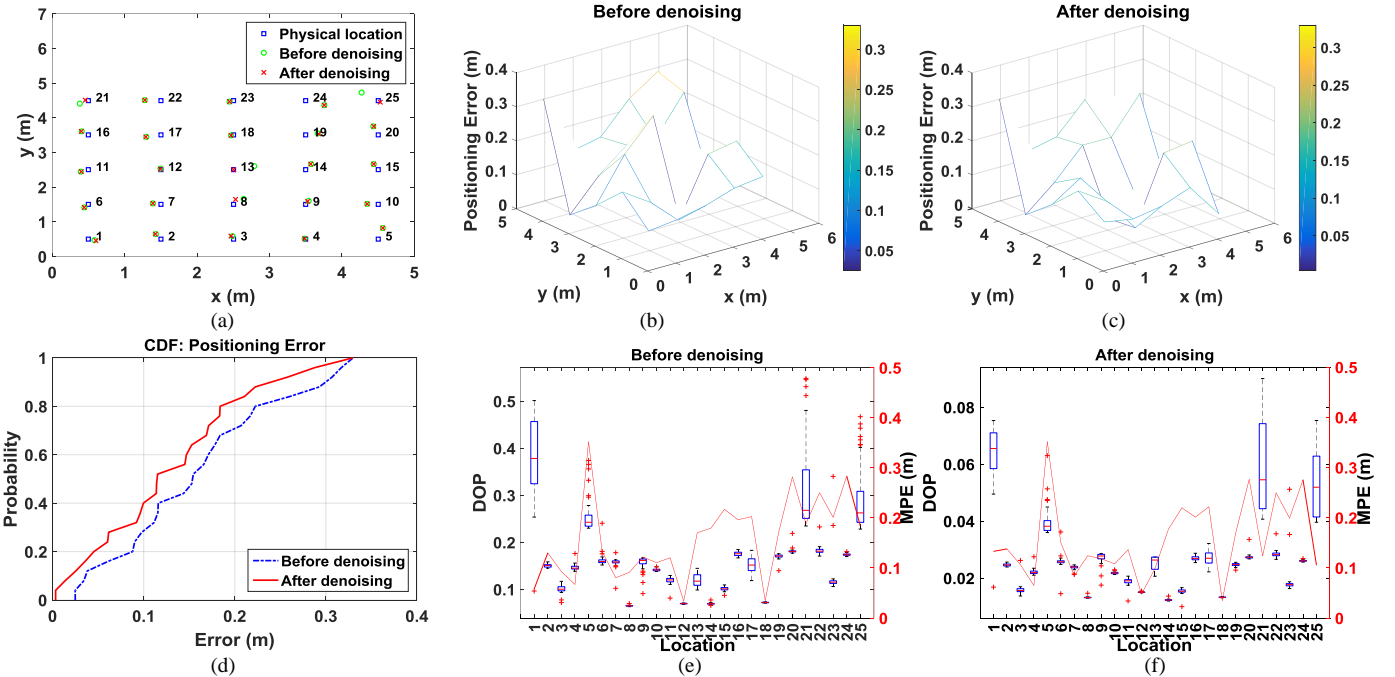 7
6
5
4
3
2
1
0
y (m)
Physical location
Before denoising
After denoising
21 22 23 24 25
16 17 18 19 20
11 12 13 14 15
6 7 8 9 10
1 2 3 4 5
0 1 2 3 4 5
x (m)
(a)
Before denoising
Positioning Error (m)
0.4
0.3
0.2
0.1
0
5
4
3
2
1
0
y (m)
0
1
2
3
4
5
6
x (m)
0.3
0.25
0.2
0.15
0.1
0.05
(b)
After denoising
Positioning Error (m)
0.4
0.3
0.2
0.1
0
5
4
3
2
1
0
y (m)
0
1
2
3
4
5
6
x (m)
0.3
0.25
0.2
0.15
0.1
0.05
(c)
CDF: Positioning Error
Probability
1
0.8
0.6
0.4
0.2
0
Before denoising
After denoising
0 0.1 0.2 0.3 0.4
Error (m)
(d)
Before denoising
DOP
0.5
0.4
0.3
0.2
0.1
MPE (m)
0.5
0.4
0.3
0.2
0.1
0
1 2 3 4 5 6 7 8 9 10 11 12 13 14 15 16 17 18 19 20 21 22 23 24 25
Location
(e)
After denoising
DOP
0.08
0.06
0.04
0.02
MPE (m)
0.5
0.4
0.3
0.2
0.1
0
1 2 3 4 5 6 7 8 9 10 11 12 13 14 15 16 17 18 19 20 21 22 23 24 25
Location
(f)